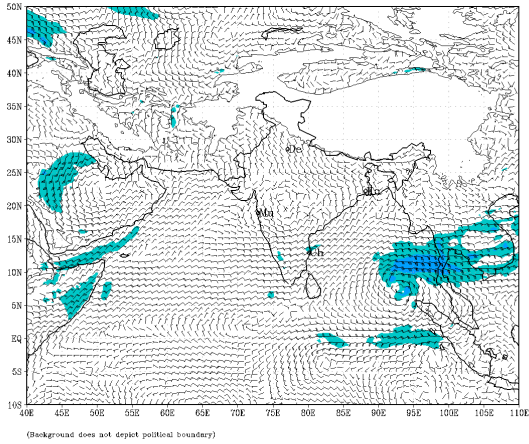 50N
45N
40N
35N
30N
De
25N
Ko
20N
Mu
15N
Ch
10N
5N
EQ
5S
10S
40E 45E 50E 55E 60E 65E 70E 75E 80E 85E 90E 95E 100E 105E 110E
(Background does not depict political boundary)